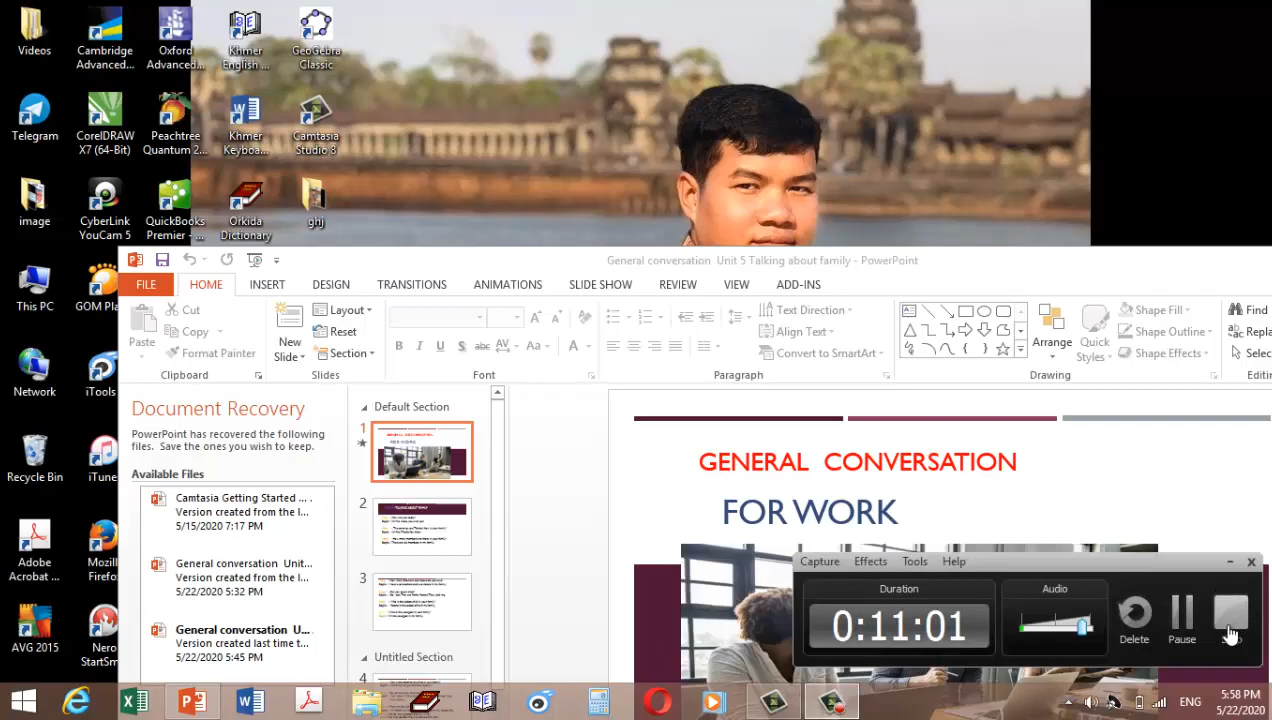 Videos
Cambridge
Advanced...
Oxford
Advanced...
Khmer
English ...
GeoGebra
Classic
Telegram
CorelDRAW
X7 (64-Bit)
Peachtree
Quantum 2...
Khmer
Keyboa...
Camtasia
Studio 8
image
CyberLink
YouCam 5
QuickBooks
Premier - ...
Orkida
Dictionary
ghj
This PC
GOM Pla
Network
iTools
Recycle Bin
iTune
Adobe
Acrobat ...
Mozill
Firefo
AVG 2015
Nero
StartSm
General conversation Unit 5 Talking about family - PowerPoint
FILE HOME INSERT DESIGN TRANSITIONS ANIMATIONS SLIDE SHOW REVIEW VIEW ADD-INS
Paste
Cut
Copy
Format Painter
Clipboard
New
Slide
Layout
Reset
Section
Slides
B I U S abc AV Aa A
Font
Text Direction
Align Text
Convert to SmartArt
Paragraph
Arrange
Quick
Styles
Shape Fill
Shape Outline
Shape Effects
Drawing
Find
Repla
Selec
Editin
Document Recovery
PowerPoint has recovered the following
files. Save the ones you wish to keep.
Available Files
Camtasia Getting Started ...
Version created from the l...
5/15/2020 7:17 PM
General conversation Unit...
Version created from the l...
5/22/2020 5:32 PM
General conversation U...
Version created last time t...
5/22/2020 5:45 PM
Default Section
1
2
3
Untitled Section
4
GENERAL CONVERSATION
FOR WORK
Capture Effects Tools Help
Duration
0:11:01
Audio
Delete
Pause
ENG
5:58 PM
5/22/2020